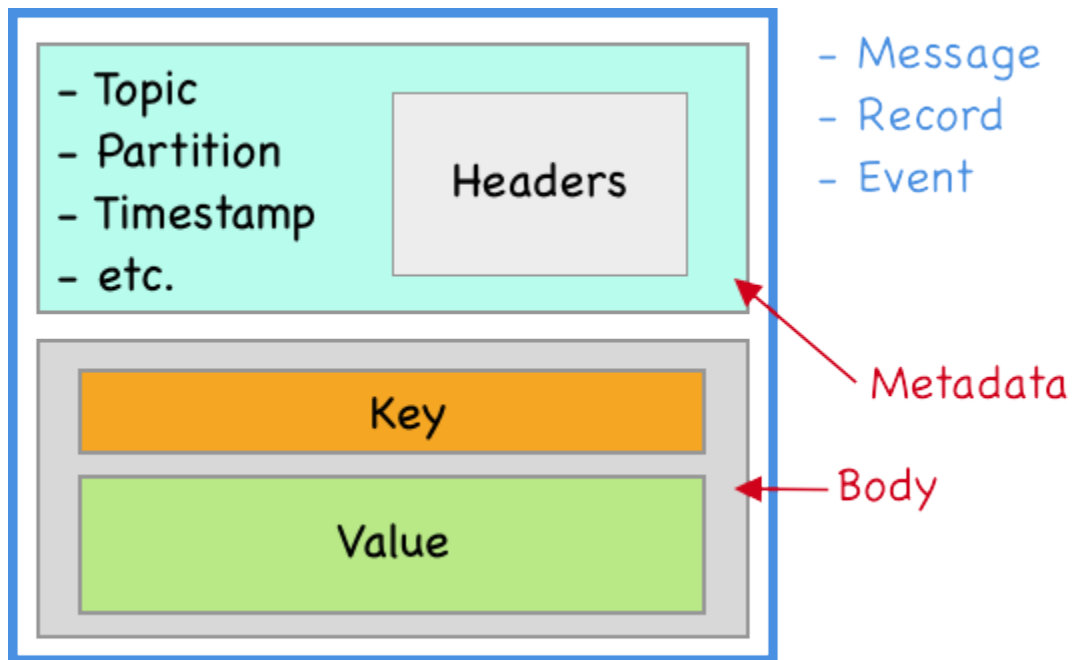 - Topic
- Partition
- Timestamp
- etc.
Headers
- Message
- Record
- Event
Metadata
Key
Body
Value